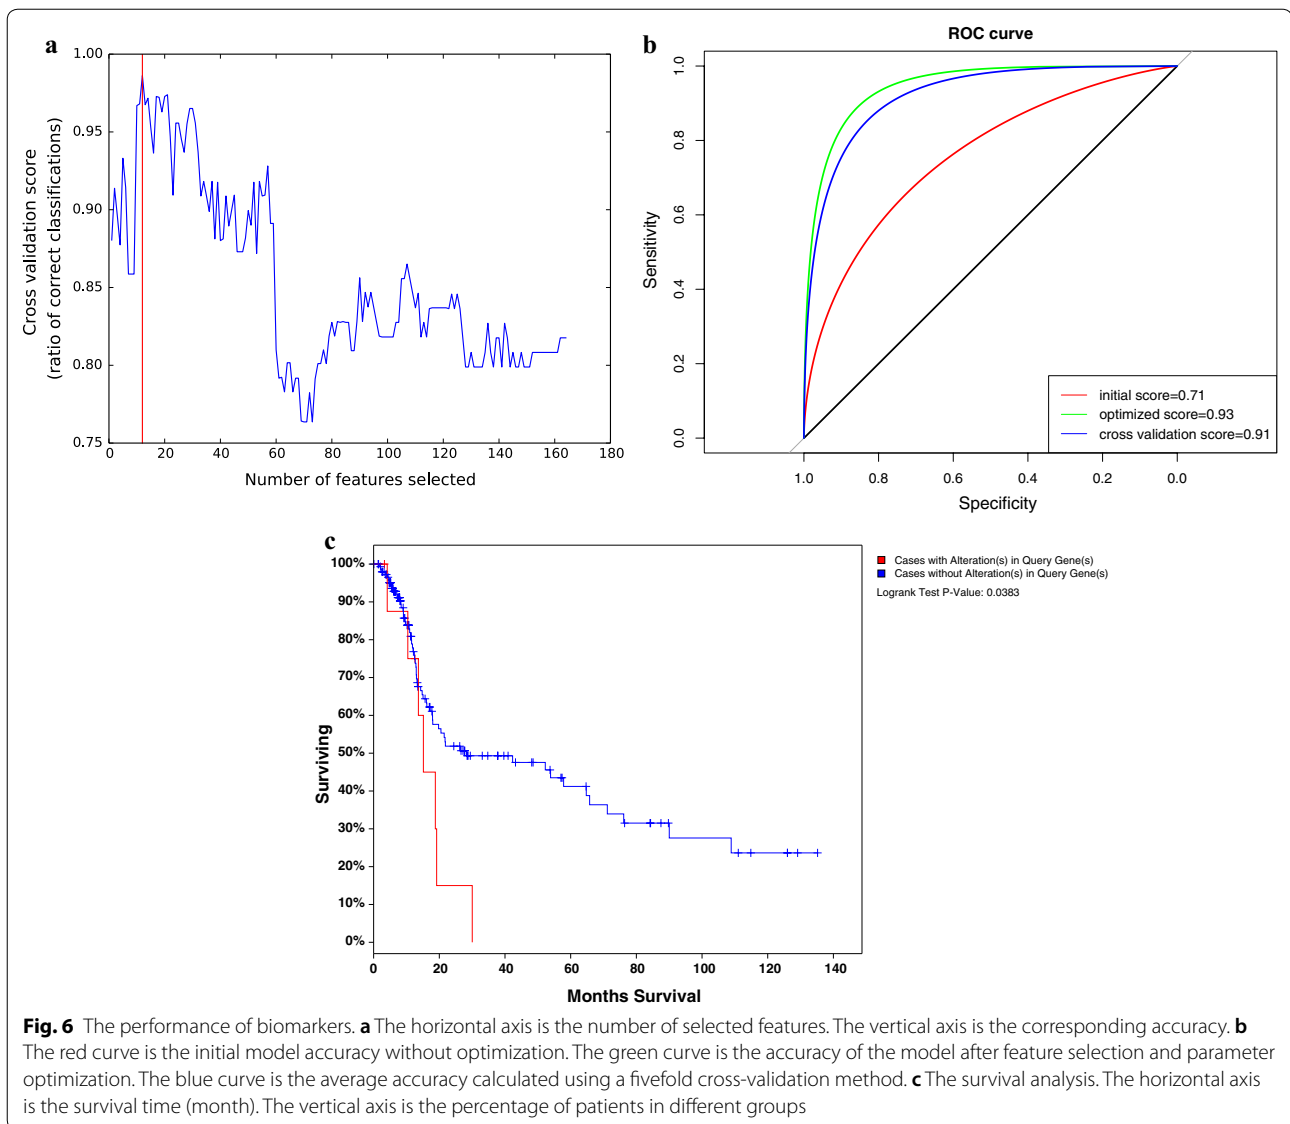 a
1.00
0.95
0.90
0.85
0.80
0.75
0 20 40 60 80 100 120 140 160 180
Cross validation score
(ratio of correct classifications)
Number of features selected
b
ROC curve
1.0
0.8
0.6
0.4
0.2
0.0
Sensitivity
initial score=0.71
optimized score=0.93
cross validation score=0.91
1.0 0.8 0.6 0.4 0.2 0.0
Specificity
c
100%
90%
80%
70%
60%
50%
40%
30%
20%
10%
0%
Surviving
0 20 40 60 80 100 120 140
Months Survival
Cases with Alteration(s) in Query Gene(s)
Cases without Alteration(s) in Query Gene(s)
Logrank Test P-Value: 0.0383
Fig. 6 The performance of biomarkers. a The horizontal axis is the number of selected features. The vertical axis is the corresponding accuracy. b
The red curve is the initial model accuracy without optimization. The green curve is the accuracy of the model after feature selection and parameter
optimization. The blue curve is the average accuracy calculated using a fivefold cross-validation method. c The survival analysis. The horizontal axis
is the survival time (month). The vertical axis is the percentage of patients in different groups